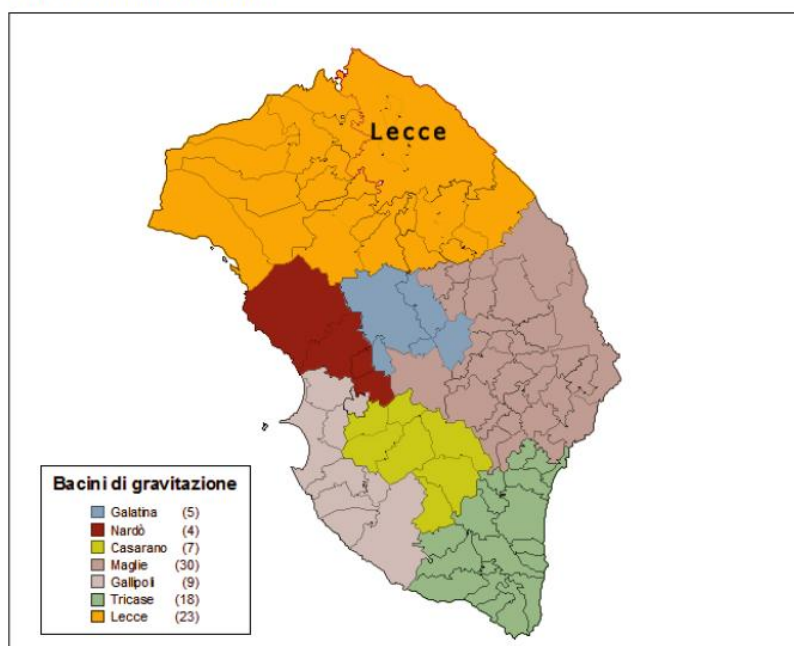 Lecce
Bacini di gravitazione
Galatina (5)
Nardò (4)
Casarano (7)
Maglie (30)
Gallipoli (9)
Tricase (18)
Lecce (23)